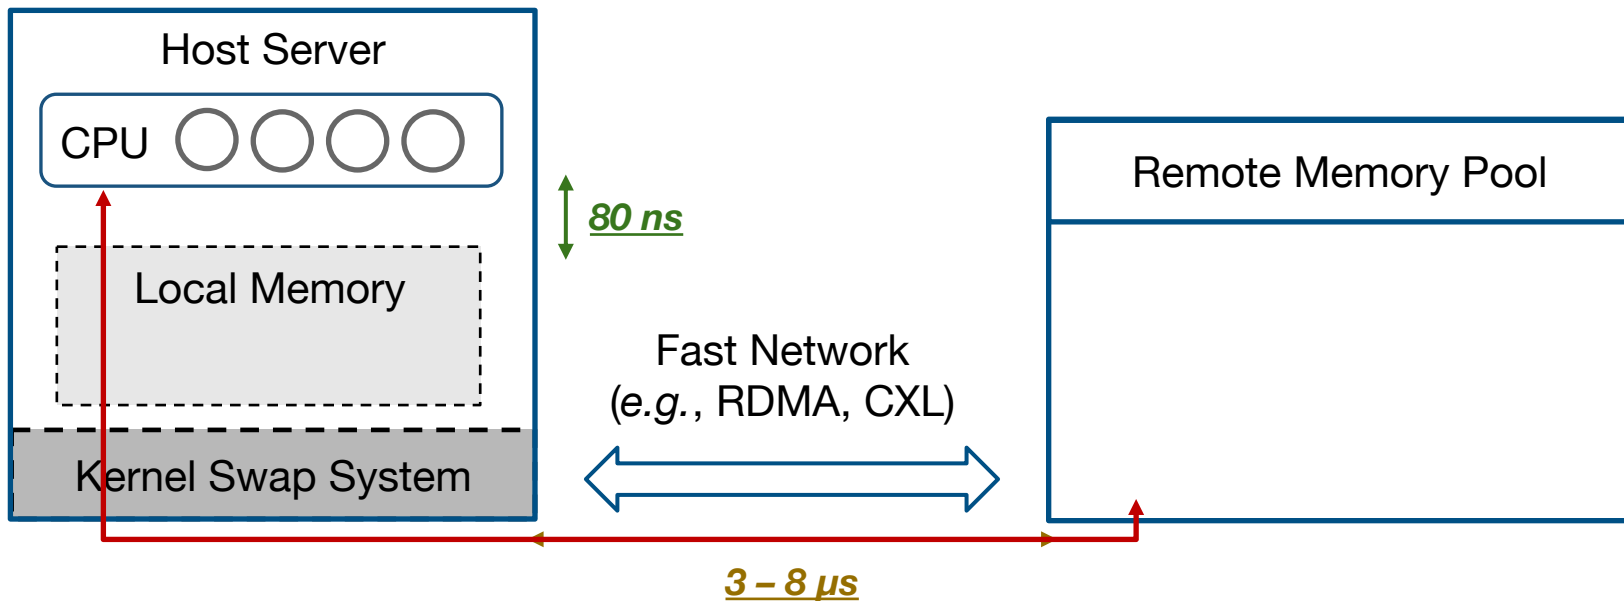 Host Server
CPU
80 ns
Local Memory
Kernel Swap System
Fast Network
(e.g., RDMA, CXL)
3 – 8 μs
Remote Memory Pool